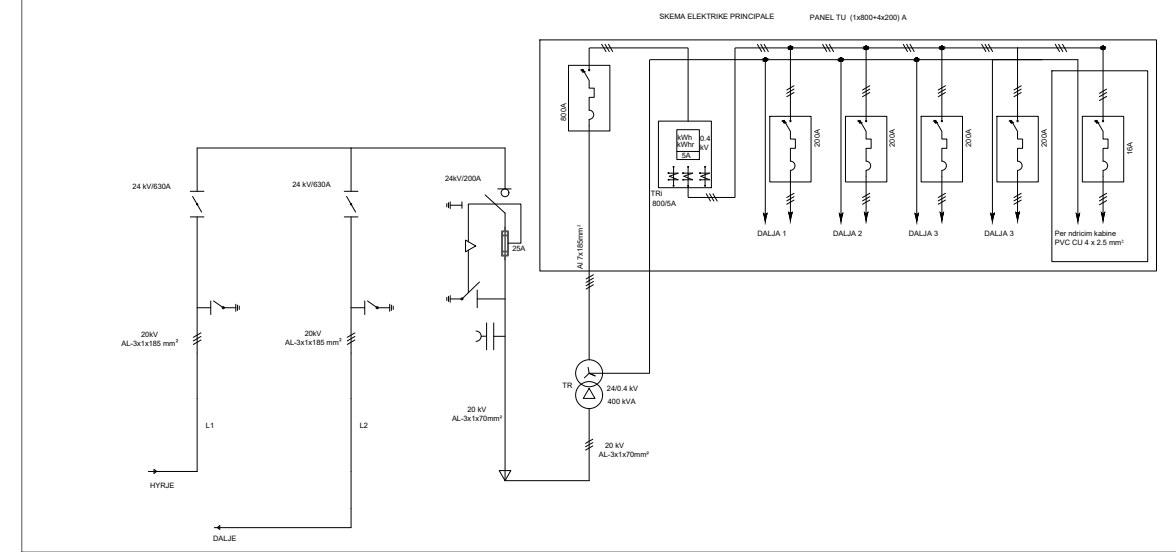 SKEMA ELEKTRIKE PRINCIPALE PANEL TU (1x800+4x200) A
800A
kWh
kWhr
5A
0.4
kV
TRi
800/5A
200A
200A
200A
200A
16A
DALJA 1
DALJA 2
DALJA 3
DALJA 3
Per ndricim kabine
PVC CU 4 x 2.5 mm²
24 kV/630A
24 kV/630A
24kV/200A
25A
Al 7x185mm²
20kV
AL-3x1x185 mm²
20kV
AL-3x1x185 mm²
TR
24/0.4 kV
400 kVA
20 kV
AL-3x1x70mm²
20 kV
AL-3x1x70mm²
L1
L2
HYRJE
DALJE